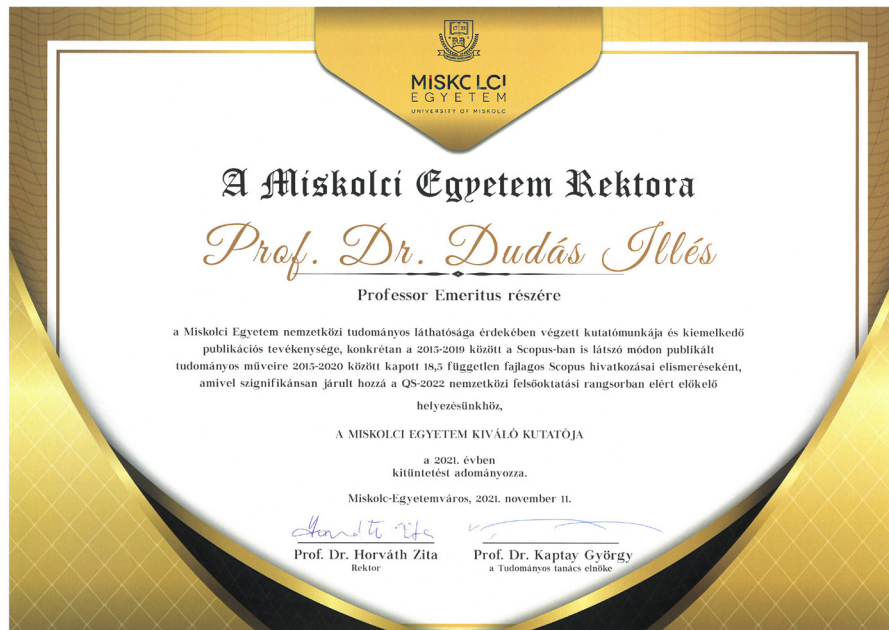 MISKOLCI
EGYETEM
UNIVERSITY OF MISKOLC
A Miskolci Egyetem Rektora
Prof. Dr. Dudás Illés
Professor Emeritus részére
a Miskolci Egyetem nemzetközi tudományos láthatósága érdekében végzett kutatómunkája és kiemelkedő
publikációs tevékenysége, konkrétan a 2015-2019 között a Scopus-ban is látszó módon publikált
tudományos műveire 2015-2020 között kapott 18,5 független fajlagos Scopus hivatkozásai elismeréseként,
amivel szignifikánsan járult hozzá a QS-2022 nemzetközi felsőoktatási rangsorban elért előkelő
helyezésünkhöz,
A MISKOLCI EGYETEM KIVÁLÓ KUTATÓJA
a 2021. évben
kitüntetést adományozza.
Miskolc-Egyetemváros, 2021. november 11.
Horváth Zita
Prof. Dr. Horváth Zita
Rektor
Prof. Dr. Kaptay György
a Tudományos tanács elnöke